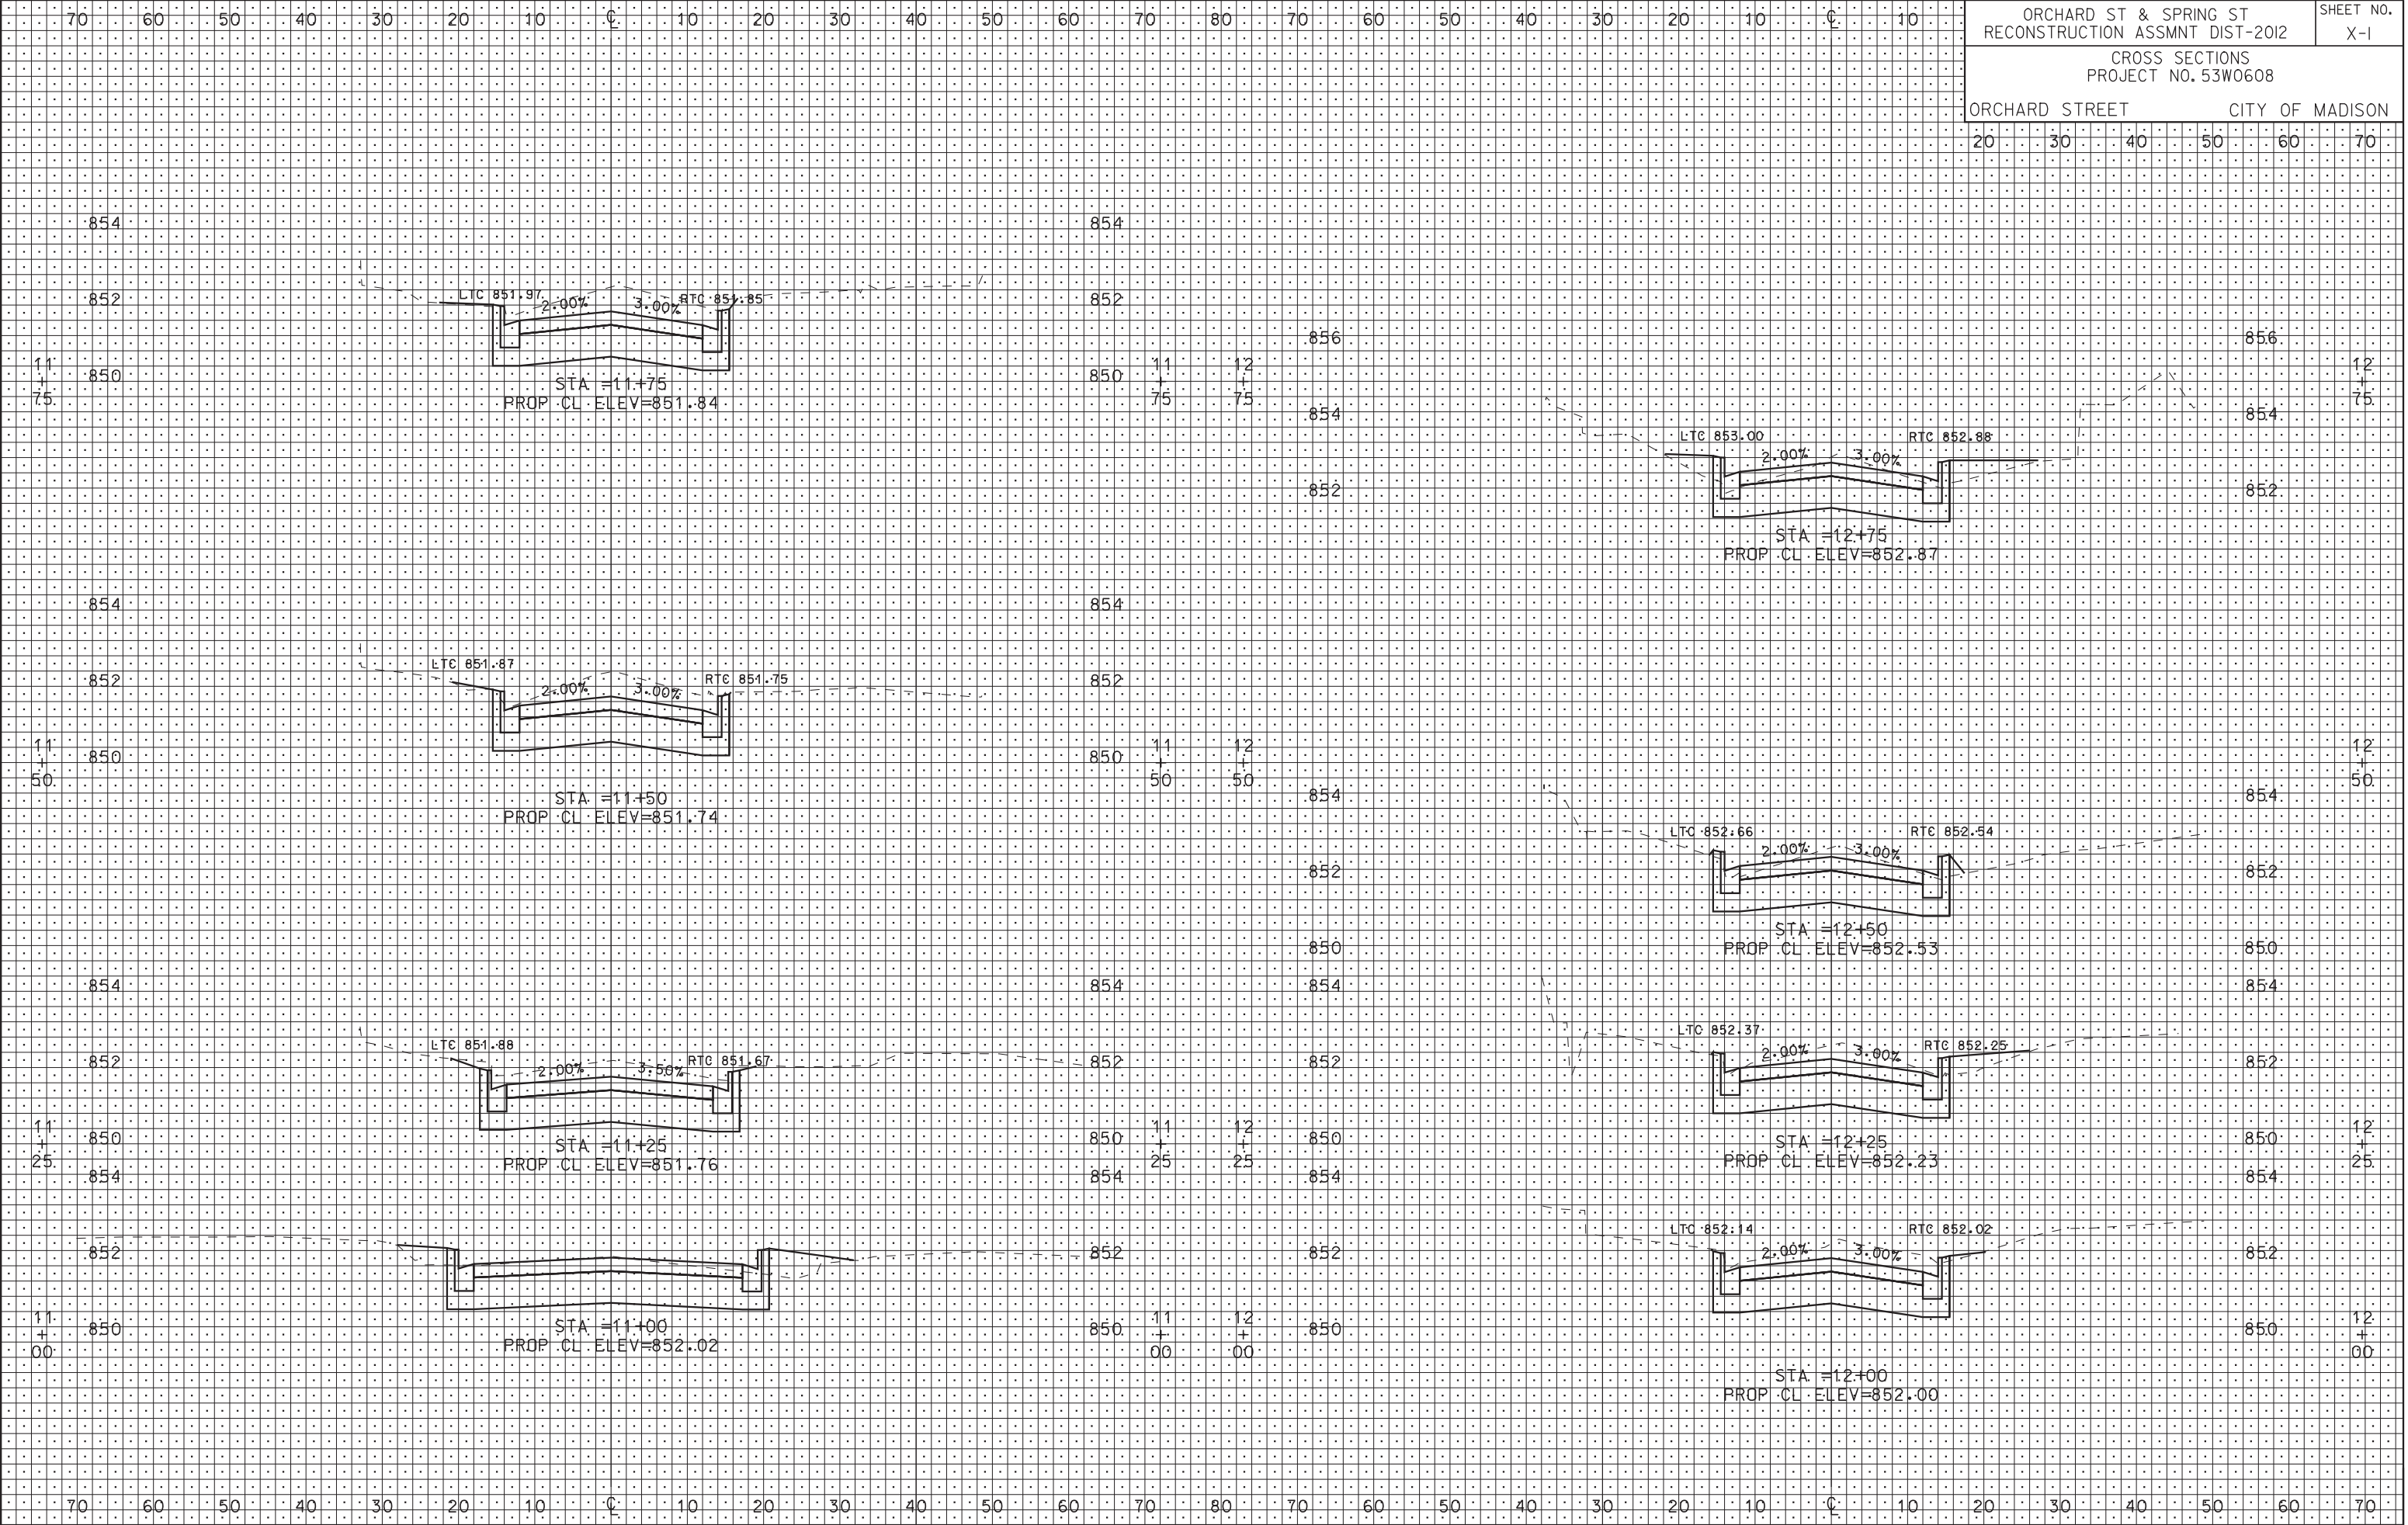 70 60 50 40 30 20 10 CL 10 20 30 40 50 60 70 80 70 60 50 40 30 20 10 CL 10
ORCHARD ST & SPRING ST
RECONSTRUCTION ASSMNT DIST-2012
SHEET NO.
X-1
CROSS SECTIONS
PROJECT NO. 53W0608
ORCHARD STREET CITY OF MADISON
20 30 40 50 60 70
854 854
852 LTC 851.97 2.00% 3.00% RTC 851.85 852
850 850
11
+
75
11
+
75
STA =11+75
PROP CL ELEV=851.84
854 854
852 LTC 851.87 2.00% 3.00% RTC 851.75 852
850 850
11
+
50
11
+
50
STA =11+50
PROP CL ELEV=851.74
854 854
LTC 851.88 2.00% 3.50% RTC 851.67
852 852
850 850
11
+
25
11
+
25
STA =11+25
PROP CL ELEV=851.76
854 854
852 852
850 850
11
+
00
11
+
00
STA =11+00
PROP CL ELEV=852.02
856 856
12
+
75
12
+
75
854 854
LTC 853.00 2.00% 3.00% RTC 852.88
852 852
STA =12+75
PROP CL ELEV=852.87
12
+
50
12
+
50
854 854
LTC 852.66 2.00% 3.00% RTC 852.54
852 852
STA =12+50
PROP CL ELEV=852.53
850 850
854 854
LTC 852.37 2.00% 3.00% RTC 852.25
852 852
12
+
25
12
+
25
850 850
STA =12+25
PROP CL ELEV=852.23
854 854
LTC 852.14 2.00% 3.00% RTC 852.02
852 852
12
+
00
12
+
00
850 850
STA =12+00
PROP CL ELEV=852.00
70 60 50 40 30 20 10 CL 10 20 30 40 50 60 70 80 70 60 50 40 30 20 10 CL 10 20 30 40 50 60 70